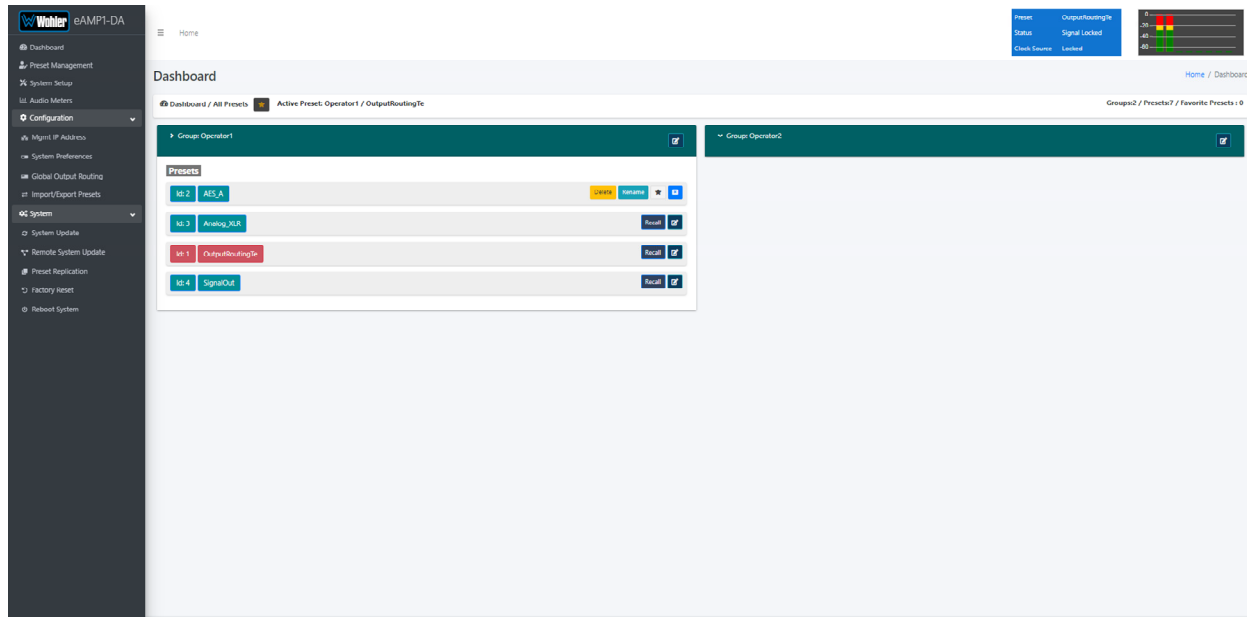 Wohler eAMP1-DA
Dashboard
Preset Management
System Setup
Audio Meters
Configuration
Mgmt IP Address
System Preferences
Global Output Routing
Import/Export Presets
System
System Update
Remote System Update
Preset Replication
Factory Reset
Reboot System
Home
Preset OutputRoutingTe
Status Signal Locked
Clock Source Locked
0
-20
-40
-60
Dashboard
Home / Dashboard
Dashboard / All Presets Active Preset: Operator1 / OutputRoutingTe
Groups:2 / Presets:7 / Favorite Presets : 0
Group: Operator1
Group: Operator2
Presets
Id: 2 AES_A Delete Rename
Id: 3 Analog_XLR Recall
Id: 1 OutputRoutingTe Recall
Id: 4 SignalOut Recall